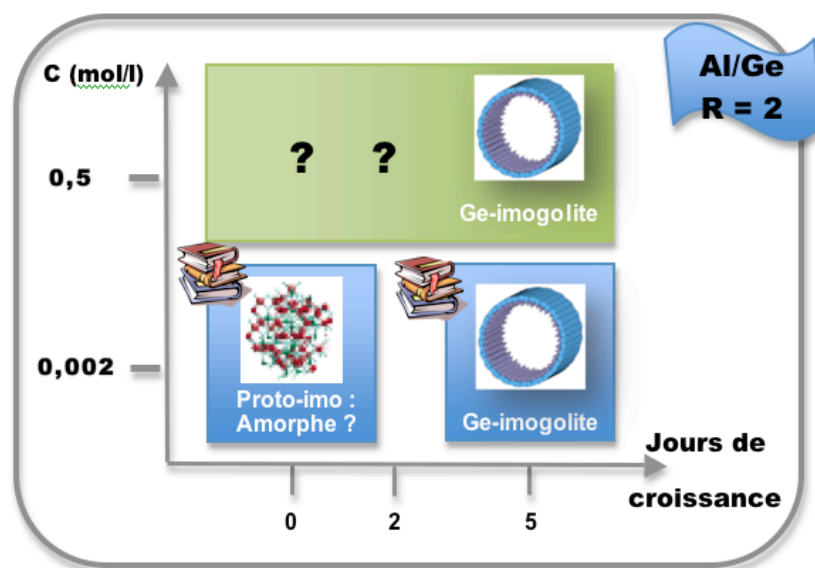 C (mol/l)
Al/Ge
R = 2
0,5
? ?
Ge-imogolite
0,002
Proto-imo :
Amorphe ?
Ge-imogolite
Jours de
croissance
0 2 5